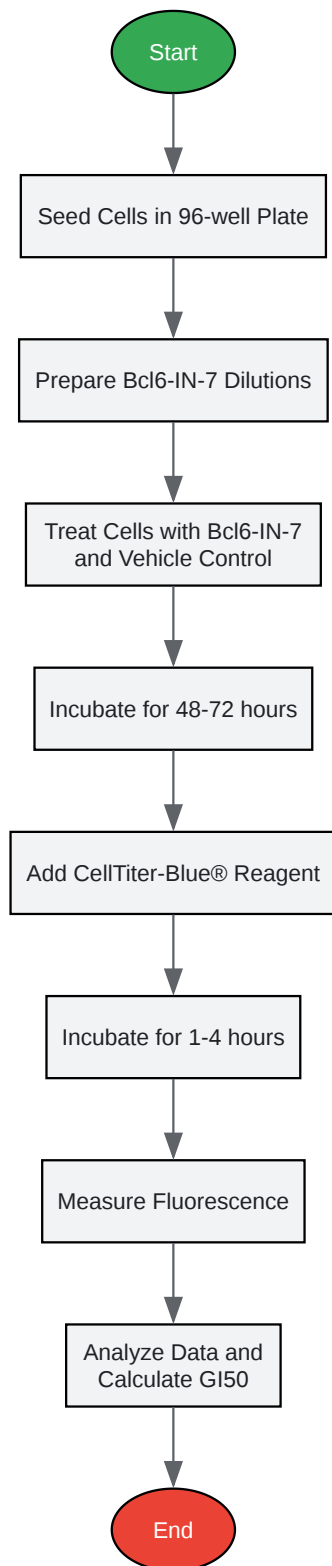 Start
Seed Cells in 96-well Plate
Prepare Bcl6-IN-7 Dilutions
Treat Cells with Bcl6-IN-7
and Vehicle Control
Incubate for 48-72 hours
Add CellTiter-Blue® Reagent
Incubate for 1-4 hours
Measure Fluorescence
Analyze Data and
Calculate GI50
End